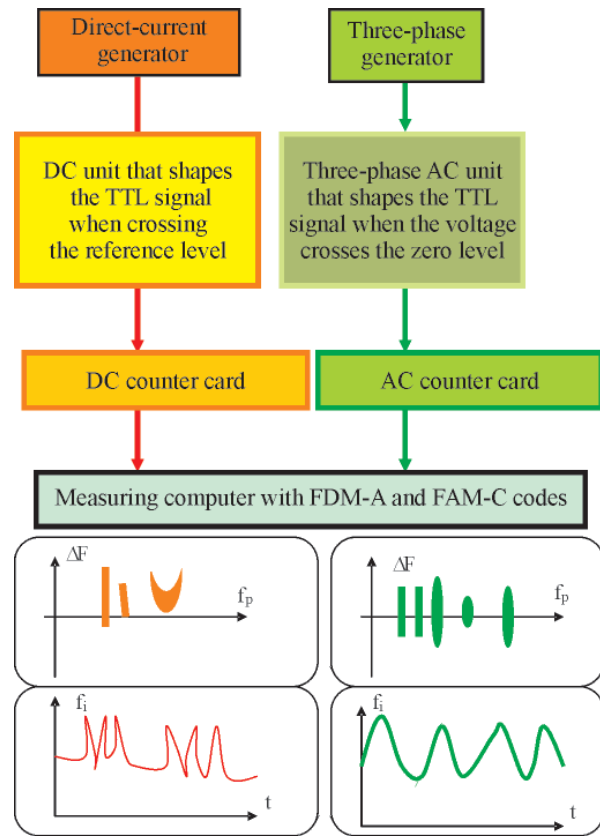 Direct-current
generator
Three-phase
generator
DC unit that shapes
the TTL signal
when crossing
the reference level
Three-phase AC unit
that shapes the TTL
signal when the voltage
crosses the zero level
DC counter card
AC counter card
Measuring computer with FDM-A and FAM-C codes
ΔF
fp
ΔF
fp
fi
t
fi
t